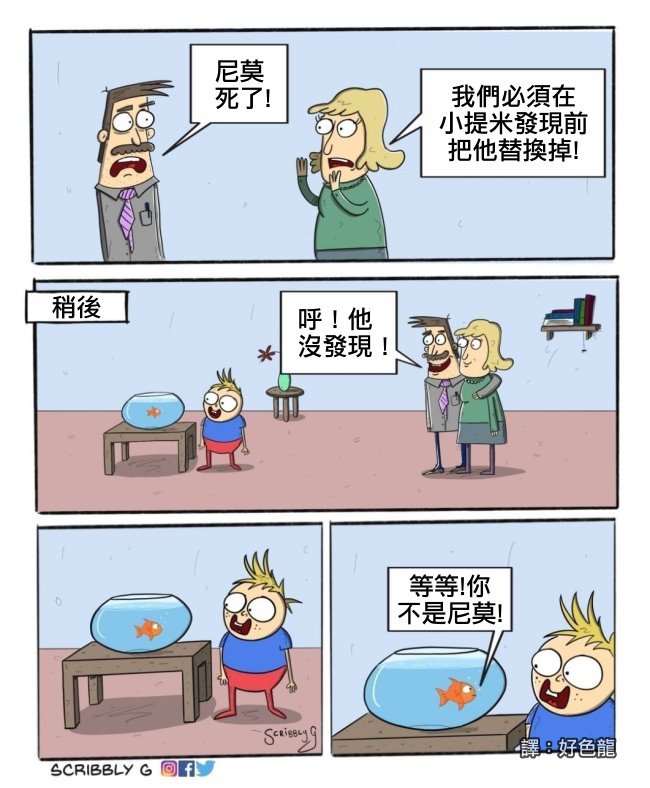 尼莫
死了!
我們必須在
小提米發現前
把他替換掉!
稍後
呼！他
沒發現！
SCRIBBLY G
等等!你
不是尼莫!
譯：好色龍
SCRIBBLY G